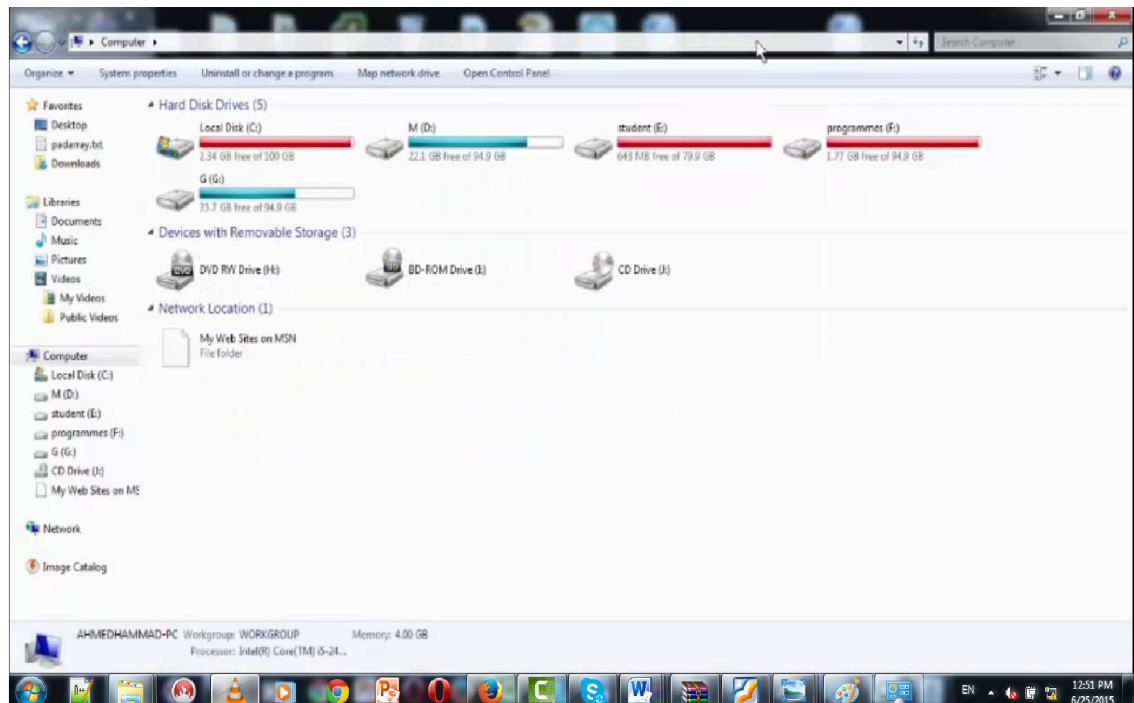 Computer
Search Computer
Organize
System properties
Uninstall or change a program
Map network drive
Open Control Panel
Favorites
Desktop
padarray.txt
Downloads
Libraries
Documents
Music
Pictures
Videos
My Videos
Public Videos
Computer
Local Disk (C:)
M (D:)
student (E:)
programmes (F:)
G (G:)
CD Drive (J:)
My Web Sites on MS
Network
Image Catalog
Hard Disk Drives (5)
Local Disk (C:)
2.34 GB free of 100 GB
M (D:)
22.1 GB free of 94.9 GB
student (E:)
643 MB free of 79.9 GB
programmes (F:)
1.77 GB free of 94.9 GB
G (G:)
35.7 GB free of 94.9 GB
Devices with Removable Storage (3)
DVD RW Drive (H:)
BD-ROM Drive (I:)
CD Drive (J:)
Network Location (1)
My Web Sites on MSN
File folder
AHMEDHAMMAD-PC Workgroup: WORKGROUP Memory: 4.00 GB
Processor: Intel(R) Core(TM) i5-24...
EN
12:51 PM
6/25/2015